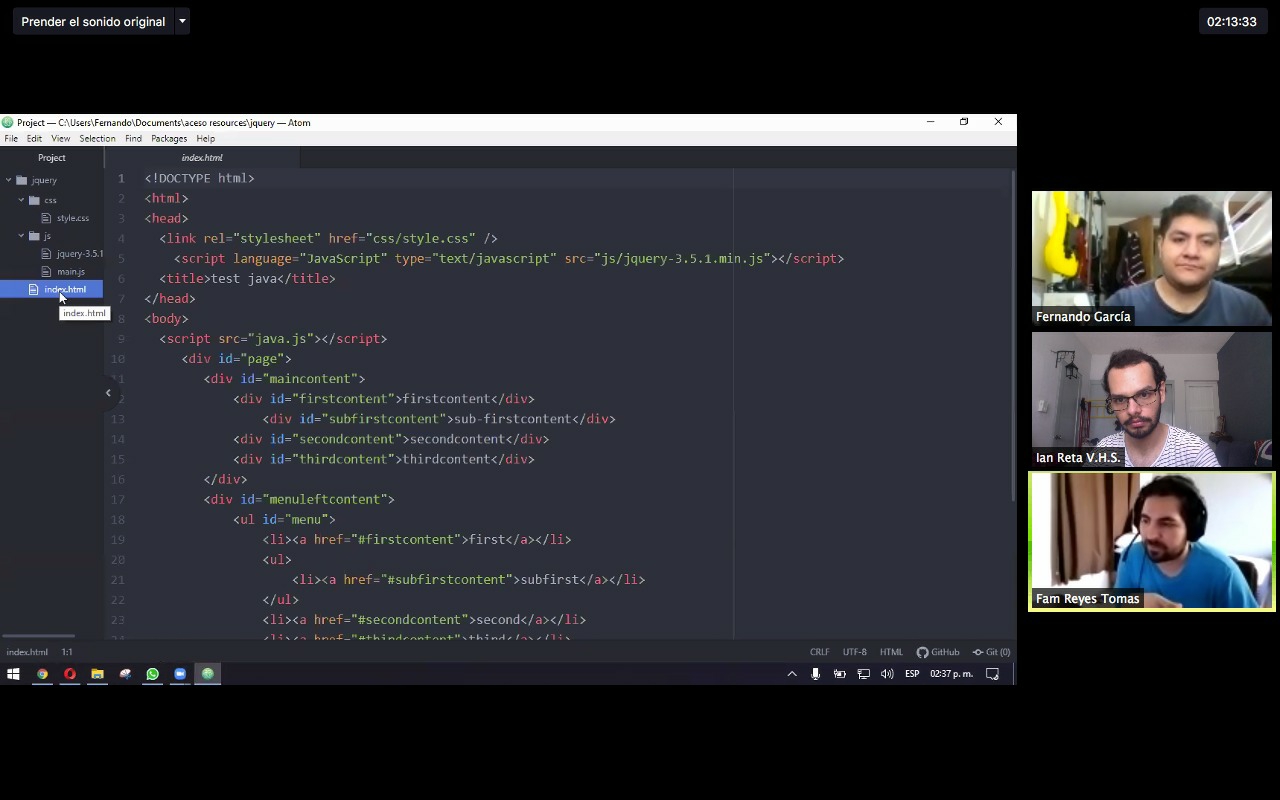 Prender el sonido original
02:13:33
Project — C:\Users\Fernando\Documents\aceso resources\jquery — Atom
File Edit View Selection Find Packages Help
Project
index.html
jquery
css
style.css
js
jquery-3.5.1
main.js
index.html
index.html
1 <!DOCTYPE html>
2 <html>
3 <head>
4 <link rel="stylesheet" href="css/style.css" />
5 <script language="JavaScript" type="text/javascript" src="js/jquery-3.5.1.min.js"></script>
6 <title>test java</title>
7 </head>
8 <body>
9 <script src="java.js"></script>
10 <div id="page">
11 <div id="maincontent">
12 <div id="firstcontent">firstcontent</div>
13 <div id="subfirstcontent">sub-firstcontent</div>
14 <div id="secondcontent">secondcontent</div>
15 <div id="thirdcontent">thirdcontent</div>
16 </div>
17 <div id="menuleftcontent">
18 <ul id="menu">
19 <li><a href="#firstcontent">first</a></li>
20 <ul>
21 <li><a href="#subfirstcontent">subfirst</a></li>
22 </ul>
23 <li><a href="#secondcontent">second</a></li>
24 <li><a href="#thirdcontent">third</a></li>
Fernando García
Ian Reta V.H.S.
Fam Reyes Tomas
index.html 1:1 CRLF UTF-8 HTML GitHub Git (0)
ESP 02:37 p. m.